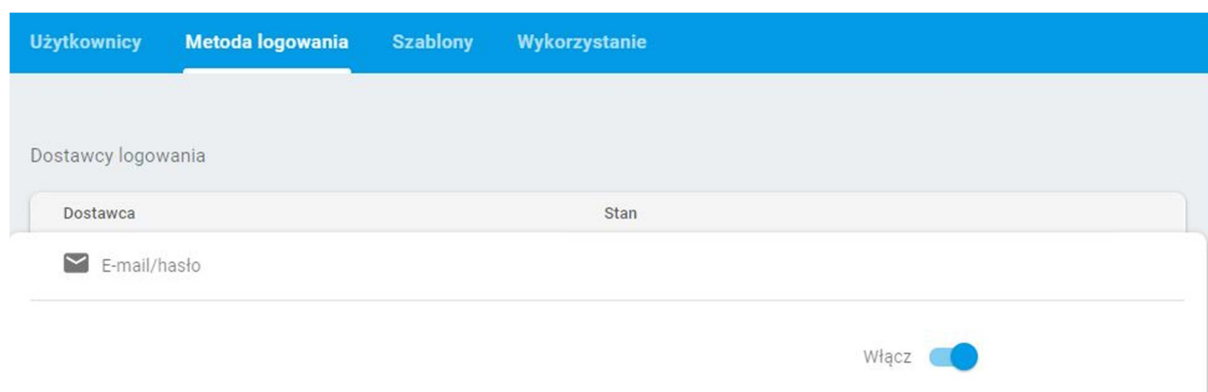 Użytkownicy Metoda logowania Szablony Wykorzystanie
Dostawcy logowania
Dostawca Stan
E-mail/hasło
Włącz